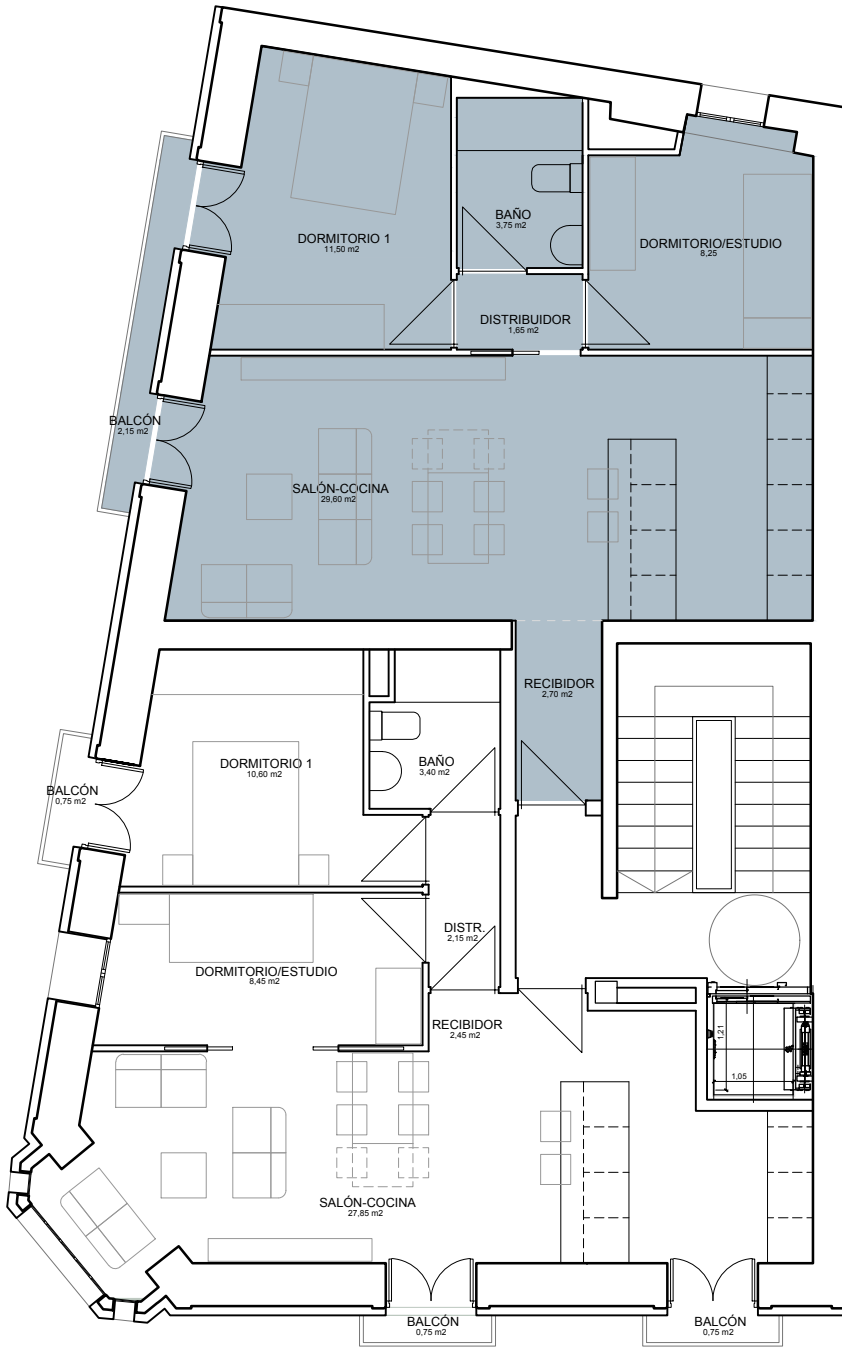 BAÑO
3,75 m2
DORMITORIO 1
11,50 m2
DORMITORIO/ESTUDIO
8,25
DISTRIBUIDOR
1,65 m2
BALCÓN
2,15 m2
SALÓN-COCINA
29,60 m2
RECIBIDOR
2,70 m2
DORMITORIO 1
10,60 m2
BAÑO
3,40 m2
BALCÓN
0,75 m2
DISTR.
2,15 m2
DORMITORIO/ESTUDIO
8,45 m2
RECIBIDOR
2,45 m2
1,21
1,05
SALÓN-COCINA
27,85 m2
BALCÓN
0,75 m2
BALCÓN
0,75 m2